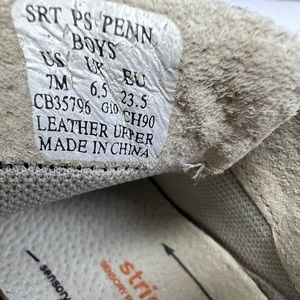 SRT PS PENN
BOYS
US UK EU
7M 6.5 23.5
CB35796 G10 CH90
LEATHER UPPER
MADE IN CHINA
stri
SENSORY R
sensory